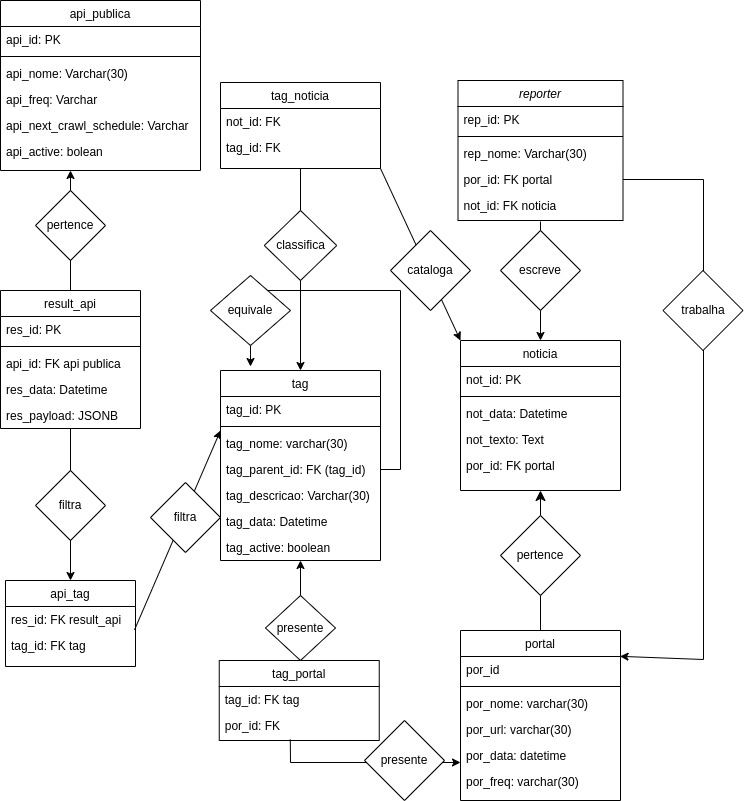 api_publica
api_id: PK
api_nome: Varchar(30)
api_freq: Varchar
api_next_crawl_schedule: Varchar
api_active: bolean
pertence
result_api
res_id: PK
api_id: FK api publica
res_data: Datetime
res_payload: JSONB
filtra
api_tag
res_id: FK result_api
tag_id: FK tag
filtra
tag_noticia
not_id: FK
tag_id: FK
classifica
cataloga
equivale
tag
tag_id: PK
tag_nome: varchar(30)
tag_parent_id: FK (tag_id)
tag_descricao: Varchar(30)
tag_data: Datetime
tag_active: boolean
presente
tag_portal
tag_id: FK tag
por_id: FK
presente
reporter
rep_id: PK
rep_nome: Varchar(30)
por_id: FK portal
not_id: FK noticia
escreve
trabalha
noticia
not_id: PK
not_data: Datetime
not_texto: Text
por_id: FK portal
pertence
portal
por_id
por_nome: varchar(30)
por_url: varchar(30)
por_data: datetime
por_freq: varchar(30)